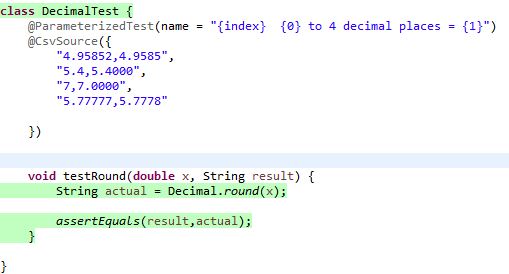 class DecimalTest {
@ParameterizedTest(name = "{index}  {0} to 4 decimal places = {1}")
@CsvSource({
"4.95852,4.9585",
"5.4,5.4000",
"7,7.0000",
"5.77777,5.7778"
})
void testRound(double x, String result) {
String actual = Decimal.round(x);
assertEquals(result,actual);
}
}